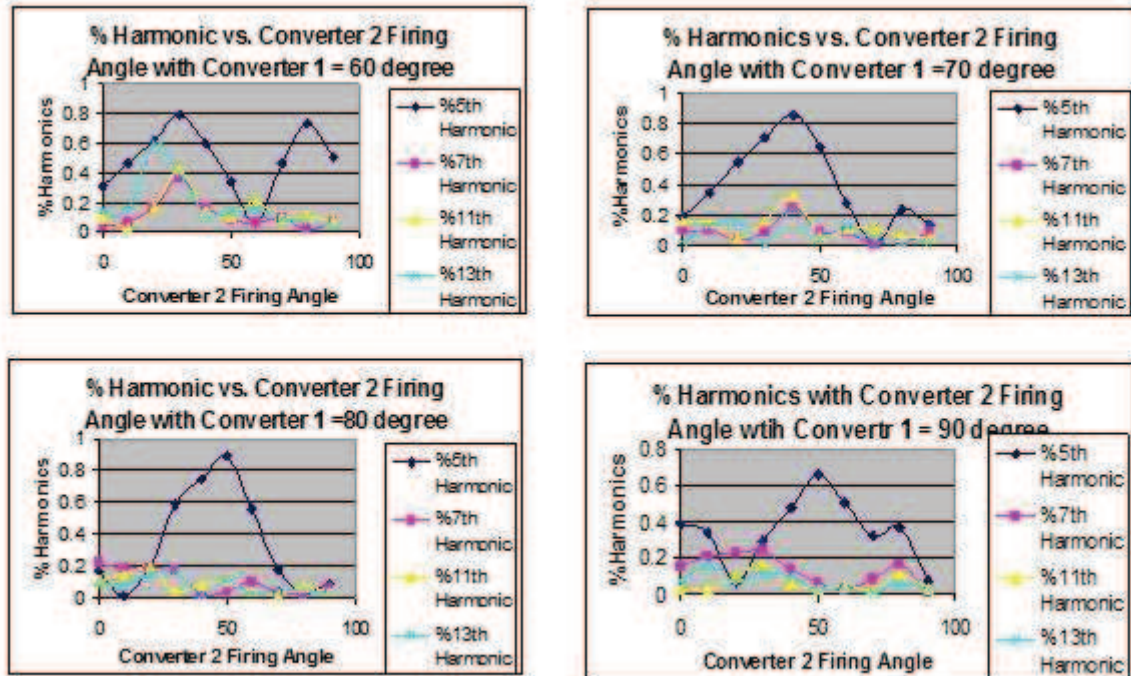 % Harmonic vs. Converter 2 Firing
Angle with Converter 1 = 60 degree
%Harmonics
1
0.8
0.6
0.4
0.2
0
0
50
100
Converter 2 Firing Angle
%5th
Harmonic
%7th
Harmonic
%11th
Harmonic
%13th
Harmonic
% Harmonics vs. Converter 2 Firing
Angle with Converter 1 =70 degree
%Harmonics
1
0.8
0.6
0.4
0.2
0
0
50
100
Converter 2 Firing Angle
%5th
Harmonic
%7th
Harmonic
%11th
Harmonic
%13th
Harmonic
% Harmonic vs. Converter 2 Firing
Angle with Converter 1 =80 degree
%Harmonics
1
0.8
0.6
0.4
0.2
0
0
50
100
Converter 2 Firing Angle
%5th
Harmonic
%7th
Harmonic
%11th
Harmonic
%13th
Harmonic
% Harmonics with Converter 2 Firing
Angle wtih Convertr 1 = 90 degree
%Harmonics
0.8
0.6
0.4
0.2
0
0
50
100
Converter 2 Firing Angle
%5th
Harmonic
%7th
Harmonic
%11th
Harmonic
%13th
Harmonic